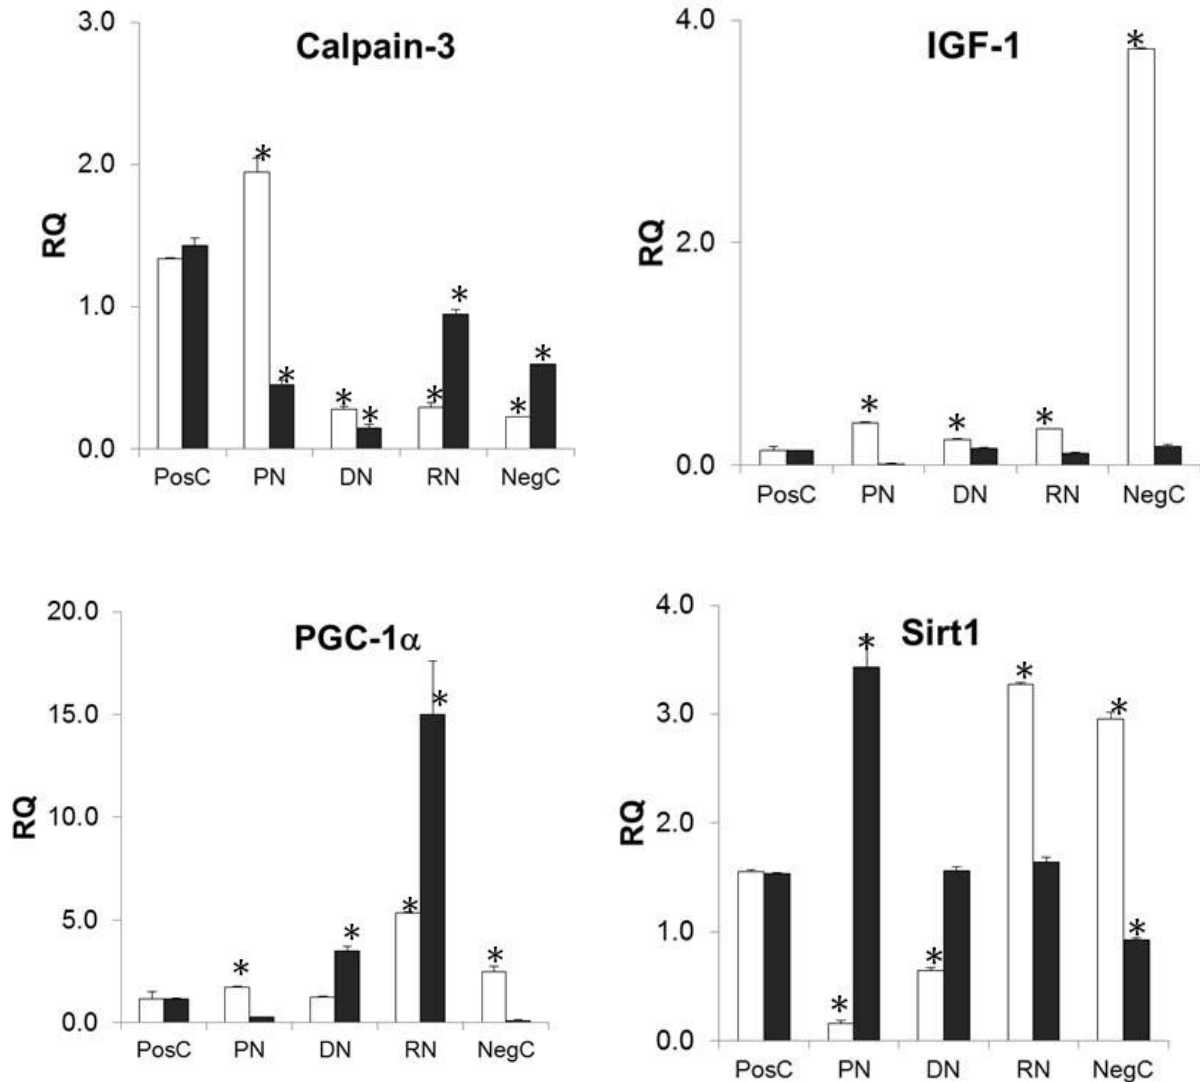 Calpain-3
3.0
2.0
1.0
0.0
RQ
* * * * * * * *
PosC PN DN RN NegC
IGF-1
4.0
2.0
0.0
RQ
* * * *
PosC PN DN RN NegC
PGC-1α
20.0
15.0
10.0
5.0
0.0
RQ
* * * * *
PosC PN DN RN NegC
Sirt1
4.0
3.0
2.0
1.0
0.0
RQ
* * * * * *
PosC PN DN RN NegC